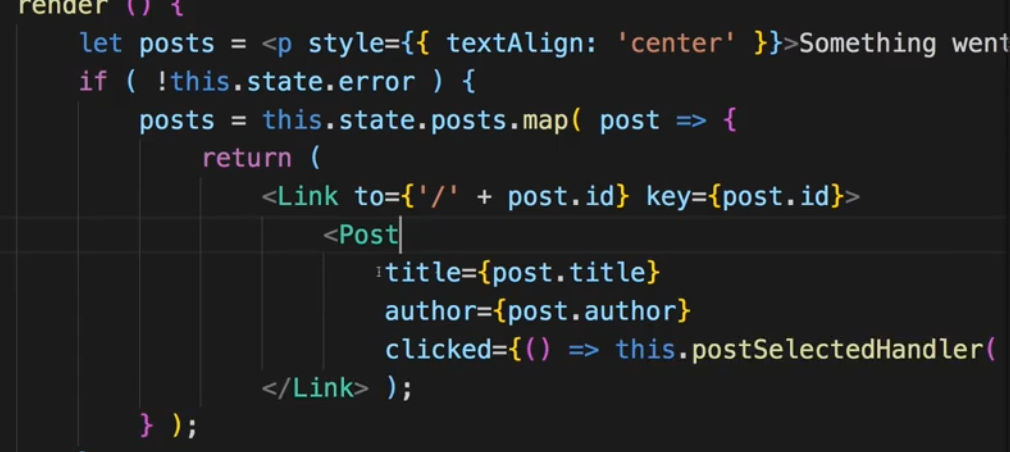 render () {
let posts = <p style={{ textAlign: 'center' }}>Something went
if ( !this.state.error ) {
posts = this.state.posts.map( post => {
return (
<Link to={'/' + post.id} key={post.id}>
<Post
title={post.title}
author={post.author}
clicked={() => this.postSelectedHandler(
</Link> );
} );